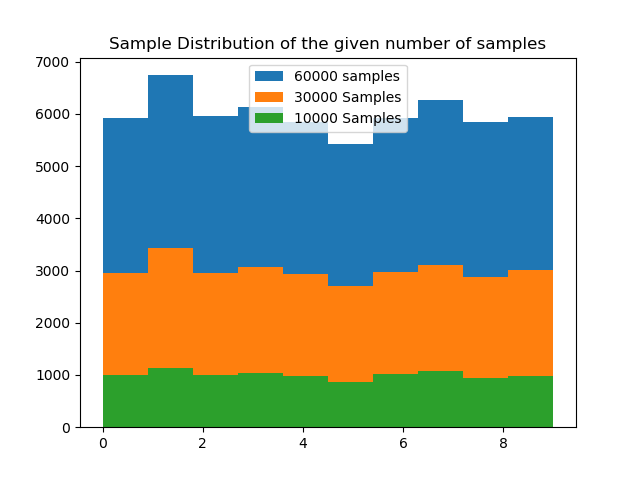 Sample Distribution of the given number of samples
7000
6000
5000
4000
3000
2000
1000
0
60000 samples
30000 Samples
10000 Samples
0 2 4 6 8